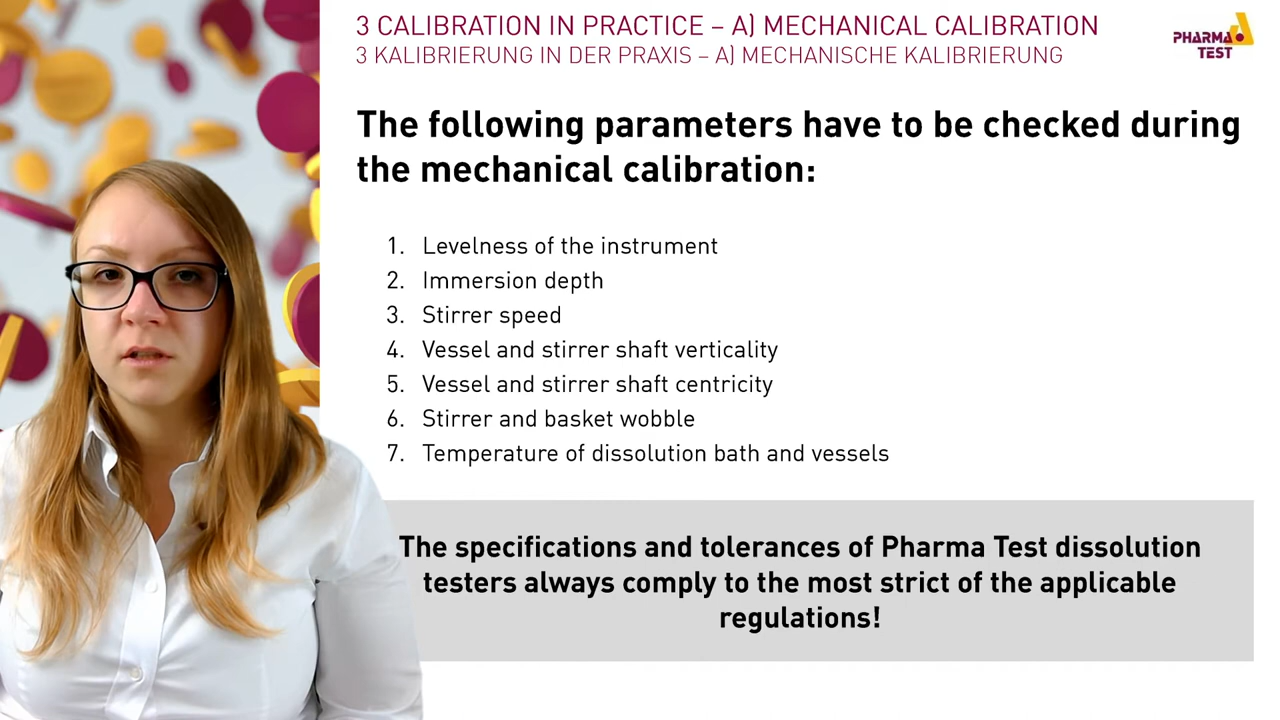 3 CALIBRATION IN PRACTICE – A) MECHANICAL CALIBRATION
3 KALIBRIERUNG IN DER PRAXIS – A) MECHANISCHE KALIBRIERUNG
PHARMA
TEST
The following parameters have to be checked during
the mechanical calibration:
1. Levelness of the instrument
2. Immersion depth
3. Stirrer speed
4. Vessel and stirrer shaft verticality
5. Vessel and stirrer shaft centricity
6. Stirrer and basket wobble
7. Temperature of dissolution bath and vessels
The specifications and tolerances of Pharma Test dissolution
testers always comply to the most strict of the applicable
regulations!